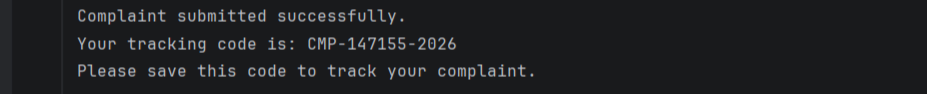 Complaint submitted successfully.
Your tracking code is: CMP-147155-2026
Please save this code to track your complaint.